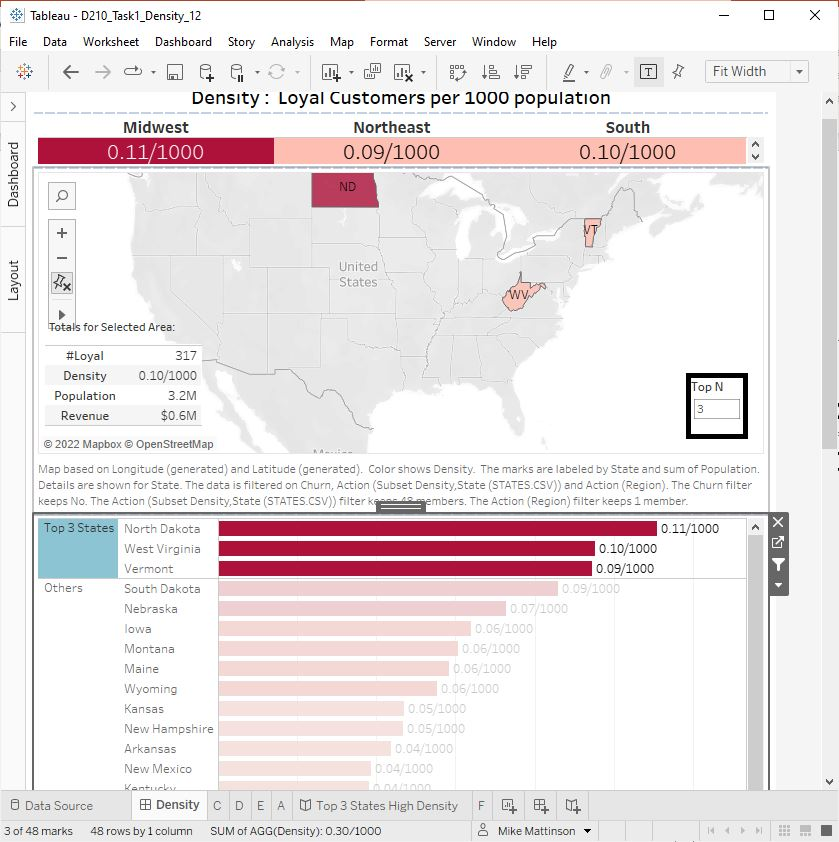 Tableau - D210_Task1_Density_12
File Data Worksheet Dashboard Story Analysis Map Format Server Window Help
Fit Width
Density : Loyal Customers per 1000 population
Midwest Northeast South
0.11/1000 0.09/1000 0.10/1000
Dashboard
Layout
ND
VT
WV
United
States
Totals for Selected Area:
#Loyal 317
Density 0.10/1000
Population 3.2M
Revenue $0.6M
Top N
3
© 2022 Mapbox © OpenStreetMap
Mexico
Map based on Longitude (generated) and Latitude (generated). Color shows Density. The marks are labeled by State and sum of Population.
Details are shown for State. The data is filtered on Churn, Action (Subset Density,State (STATES.CSV)) and Action (Region). The Churn filter
keeps No. The Action (Subset Density,State (STATES.CSV)) filter keeps 48 members. The Action (Region) filter keeps 1 member.
Top 3 States North Dakota 0.11/1000
West Virginia 0.10/1000
Vermont 0.09/1000
Others South Dakota 0.09/1000
Nebraska 0.07/1000
Iowa 0.06/1000
Montana 0.06/1000
Maine 0.06/1000
Wyoming 0.06/1000
Kansas 0.05/1000
New Hampshire 0.05/1000
Arkansas 0.04/1000
New Mexico 0.04/1000
Kentucky 0.04/1000
Data Source Density C D E A Top 3 States High Density F
3 of 48 marks 48 rows by 1 column SUM of AGG(Density): 0.30/1000 Mike Mattinson